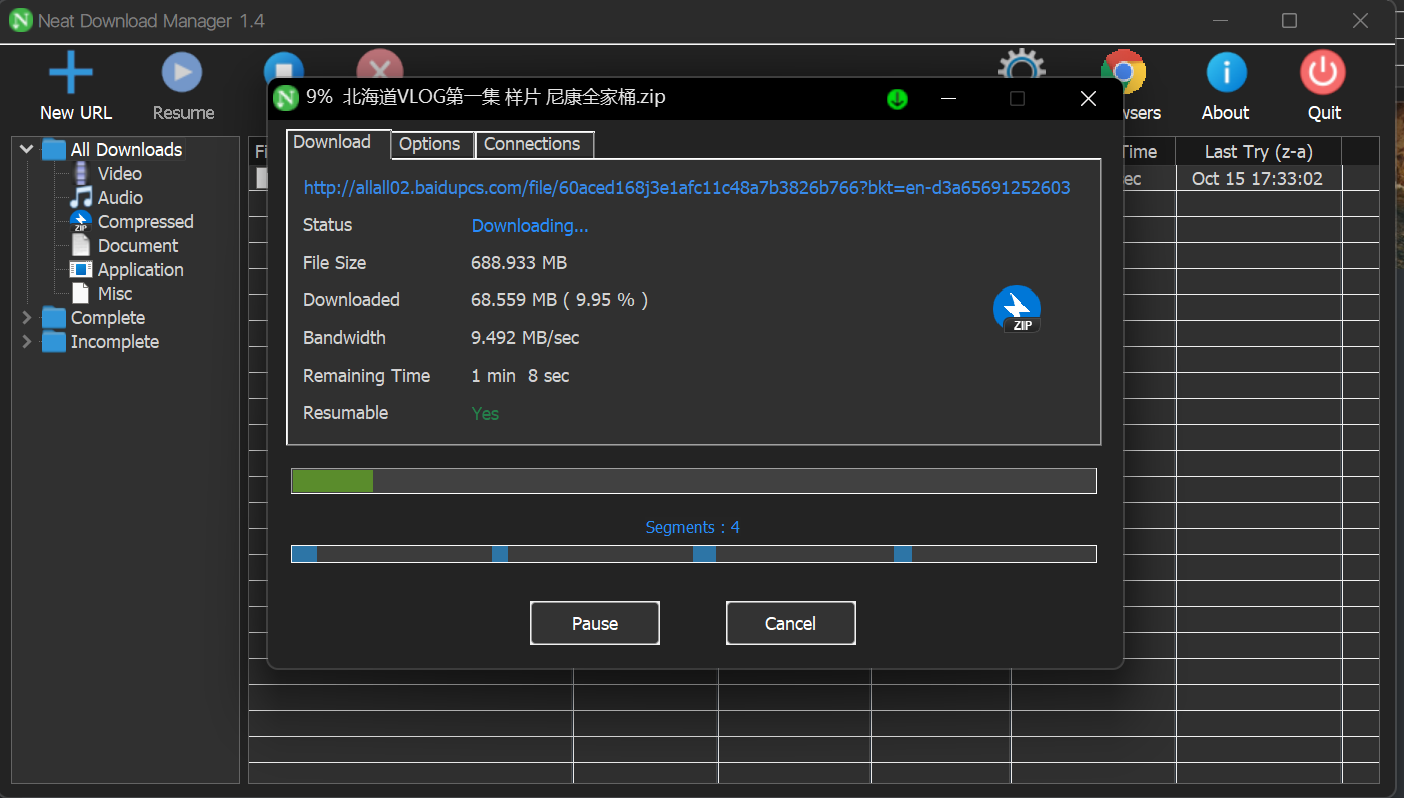 Neat Download Manager 1.4
New URL
Resume
About
Quit
9% 北海道VLOG第一集 样片 尼康全家桶.zip
Download
Options
Connections
All Downloads
Video
Audio
Compressed
Document
Application
Misc
Complete
Incomplete
Last Try (z-a)
Oct 15 17:33:02
http://allall02.baidupcs.com/file/60aced168j3e1afc11c48a7b3826b766?bkt=en-d3a65691252603
Status Downloading...
File Size 688.933 MB
Downloaded 68.559 MB ( 9.95 % )
Bandwidth 9.492 MB/sec
Remaining Time 1 min 8 sec
Resumable Yes
ZIP
Segments : 4
Pause
Cancel